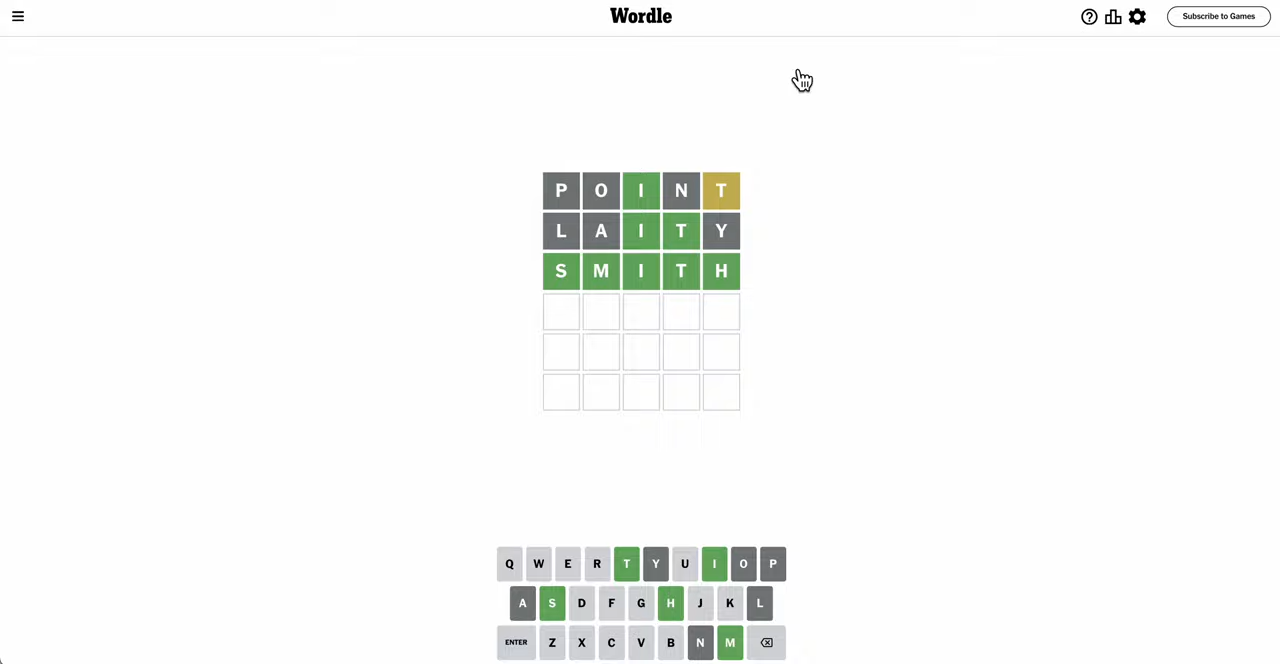 Wordle
Subscribe to Games
P O I N T
L A I T Y
S M I T H
Q W E R T Y U I O P
A S D F G H J K L
ENTER Z X C V B N M